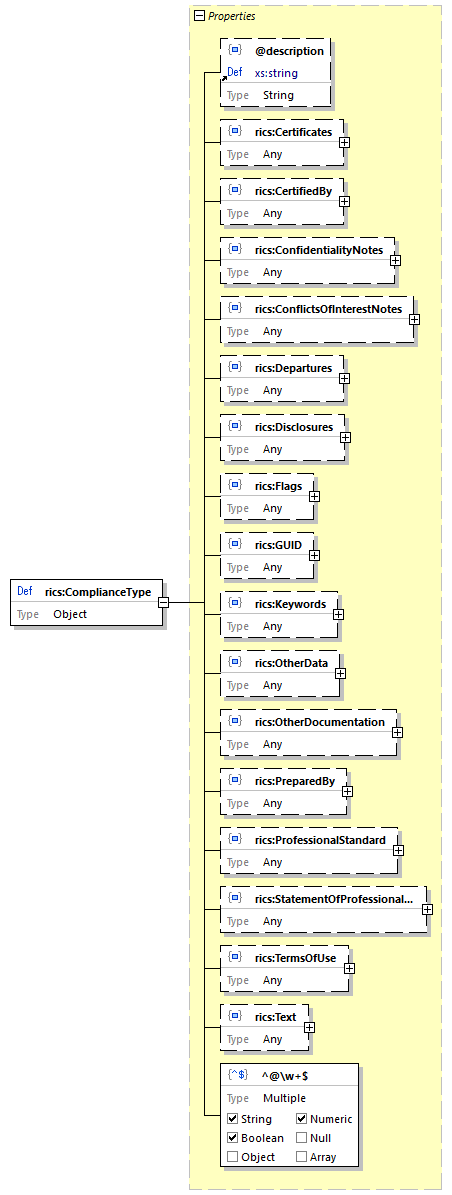 Properties
@description
Def xs:string
Type String
rics:Certificates
Type Any
rics:CertifiedBy
Type Any
rics:ConfidentialityNotes
Type Any
rics:ConflictsOfInterestNotes
Type Any
rics:Departures
Type Any
rics:Disclosures
Type Any
rics:Flags
Type Any
rics:GUID
Type Any
Def rics:ComplianceType
Type Object
rics:Keywords
Type Any
rics:OtherData
Type Any
rics:OtherDocumentation
Type Any
rics:PreparedBy
Type Any
rics:ProfessionalStandard
Type Any
rics:StatementOfProfessional...
Type Any
rics:TermsOfUse
Type Any
rics:Text
Type Any
{^$} ^@\w+$
Type Multiple
String Numeric
Boolean Null
Object Array